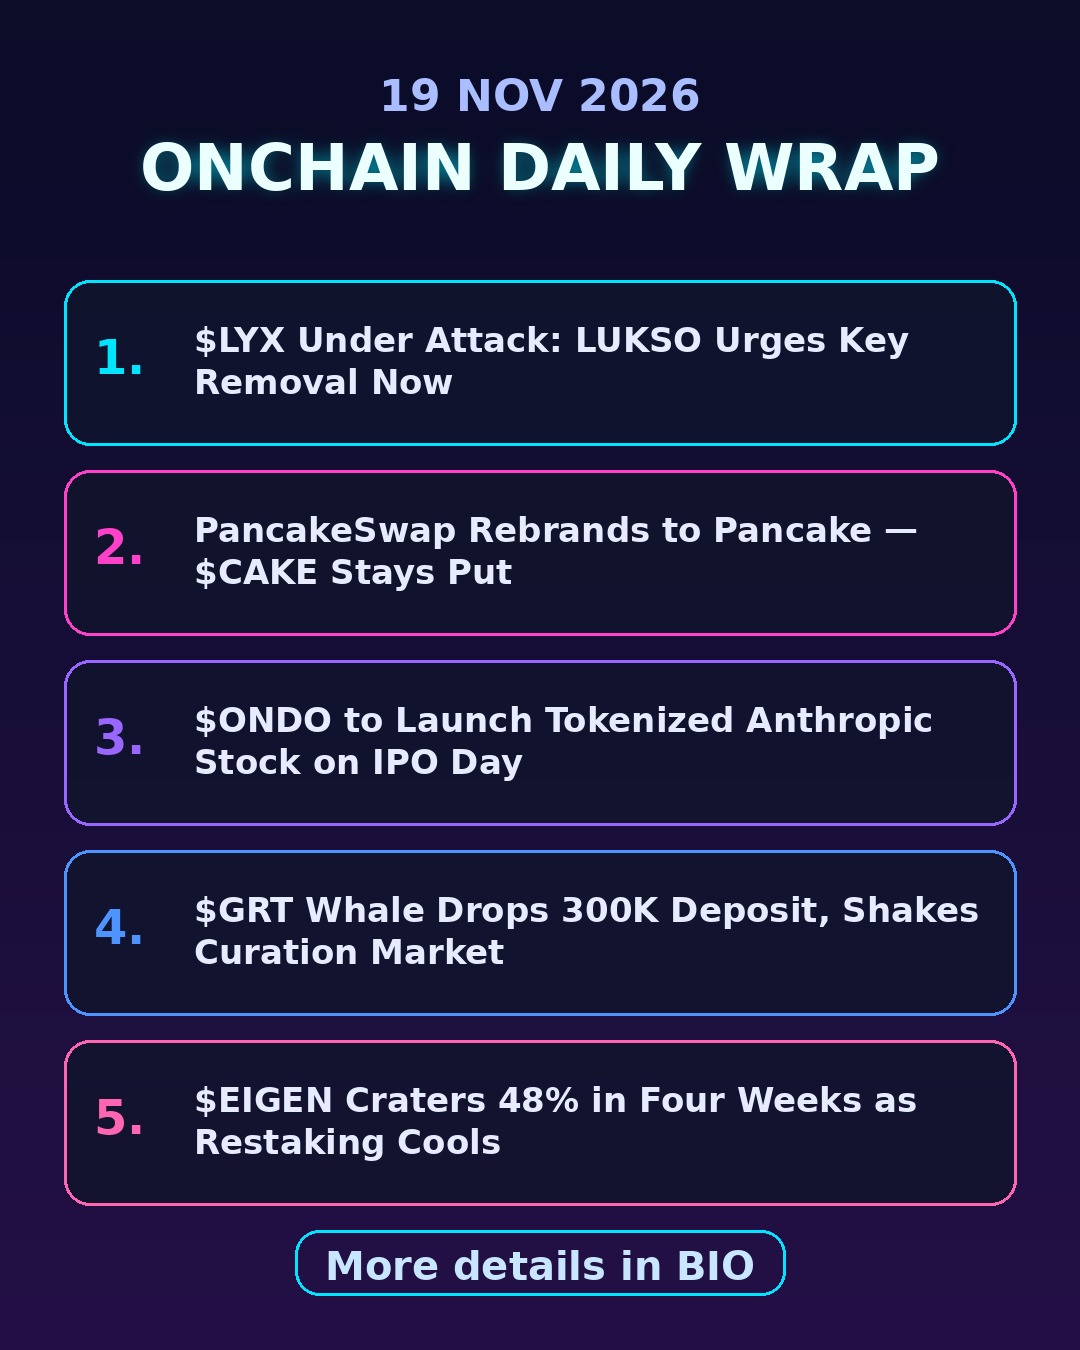 19 NOV 2026
ONCHAIN DAILY WRAP
1.
$LYX Under Attack: LUKSO Urges Key
Removal Now
2.
PancakeSwap Rebrands to Pancake —
$CAKE Stays Put
3.
$ONDO to Launch Tokenized Anthropic
Stock on IPO Day
4.
$GRT Whale Drops 300K Deposit, Shakes
Curation Market
5.
$EIGEN Craters 48% in Four Weeks as
Restaking Cools
More details in BIO